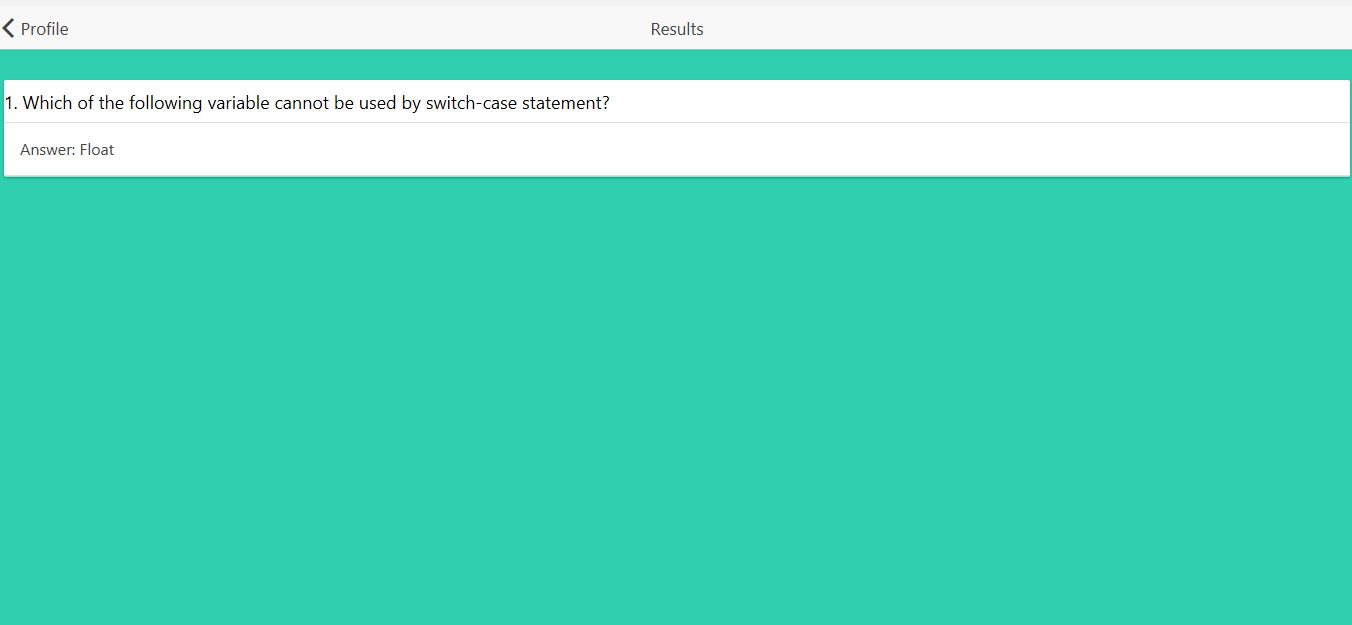 Profile
Results
1. Which of the following variable cannot be used by switch-case statement?
Answer: Float